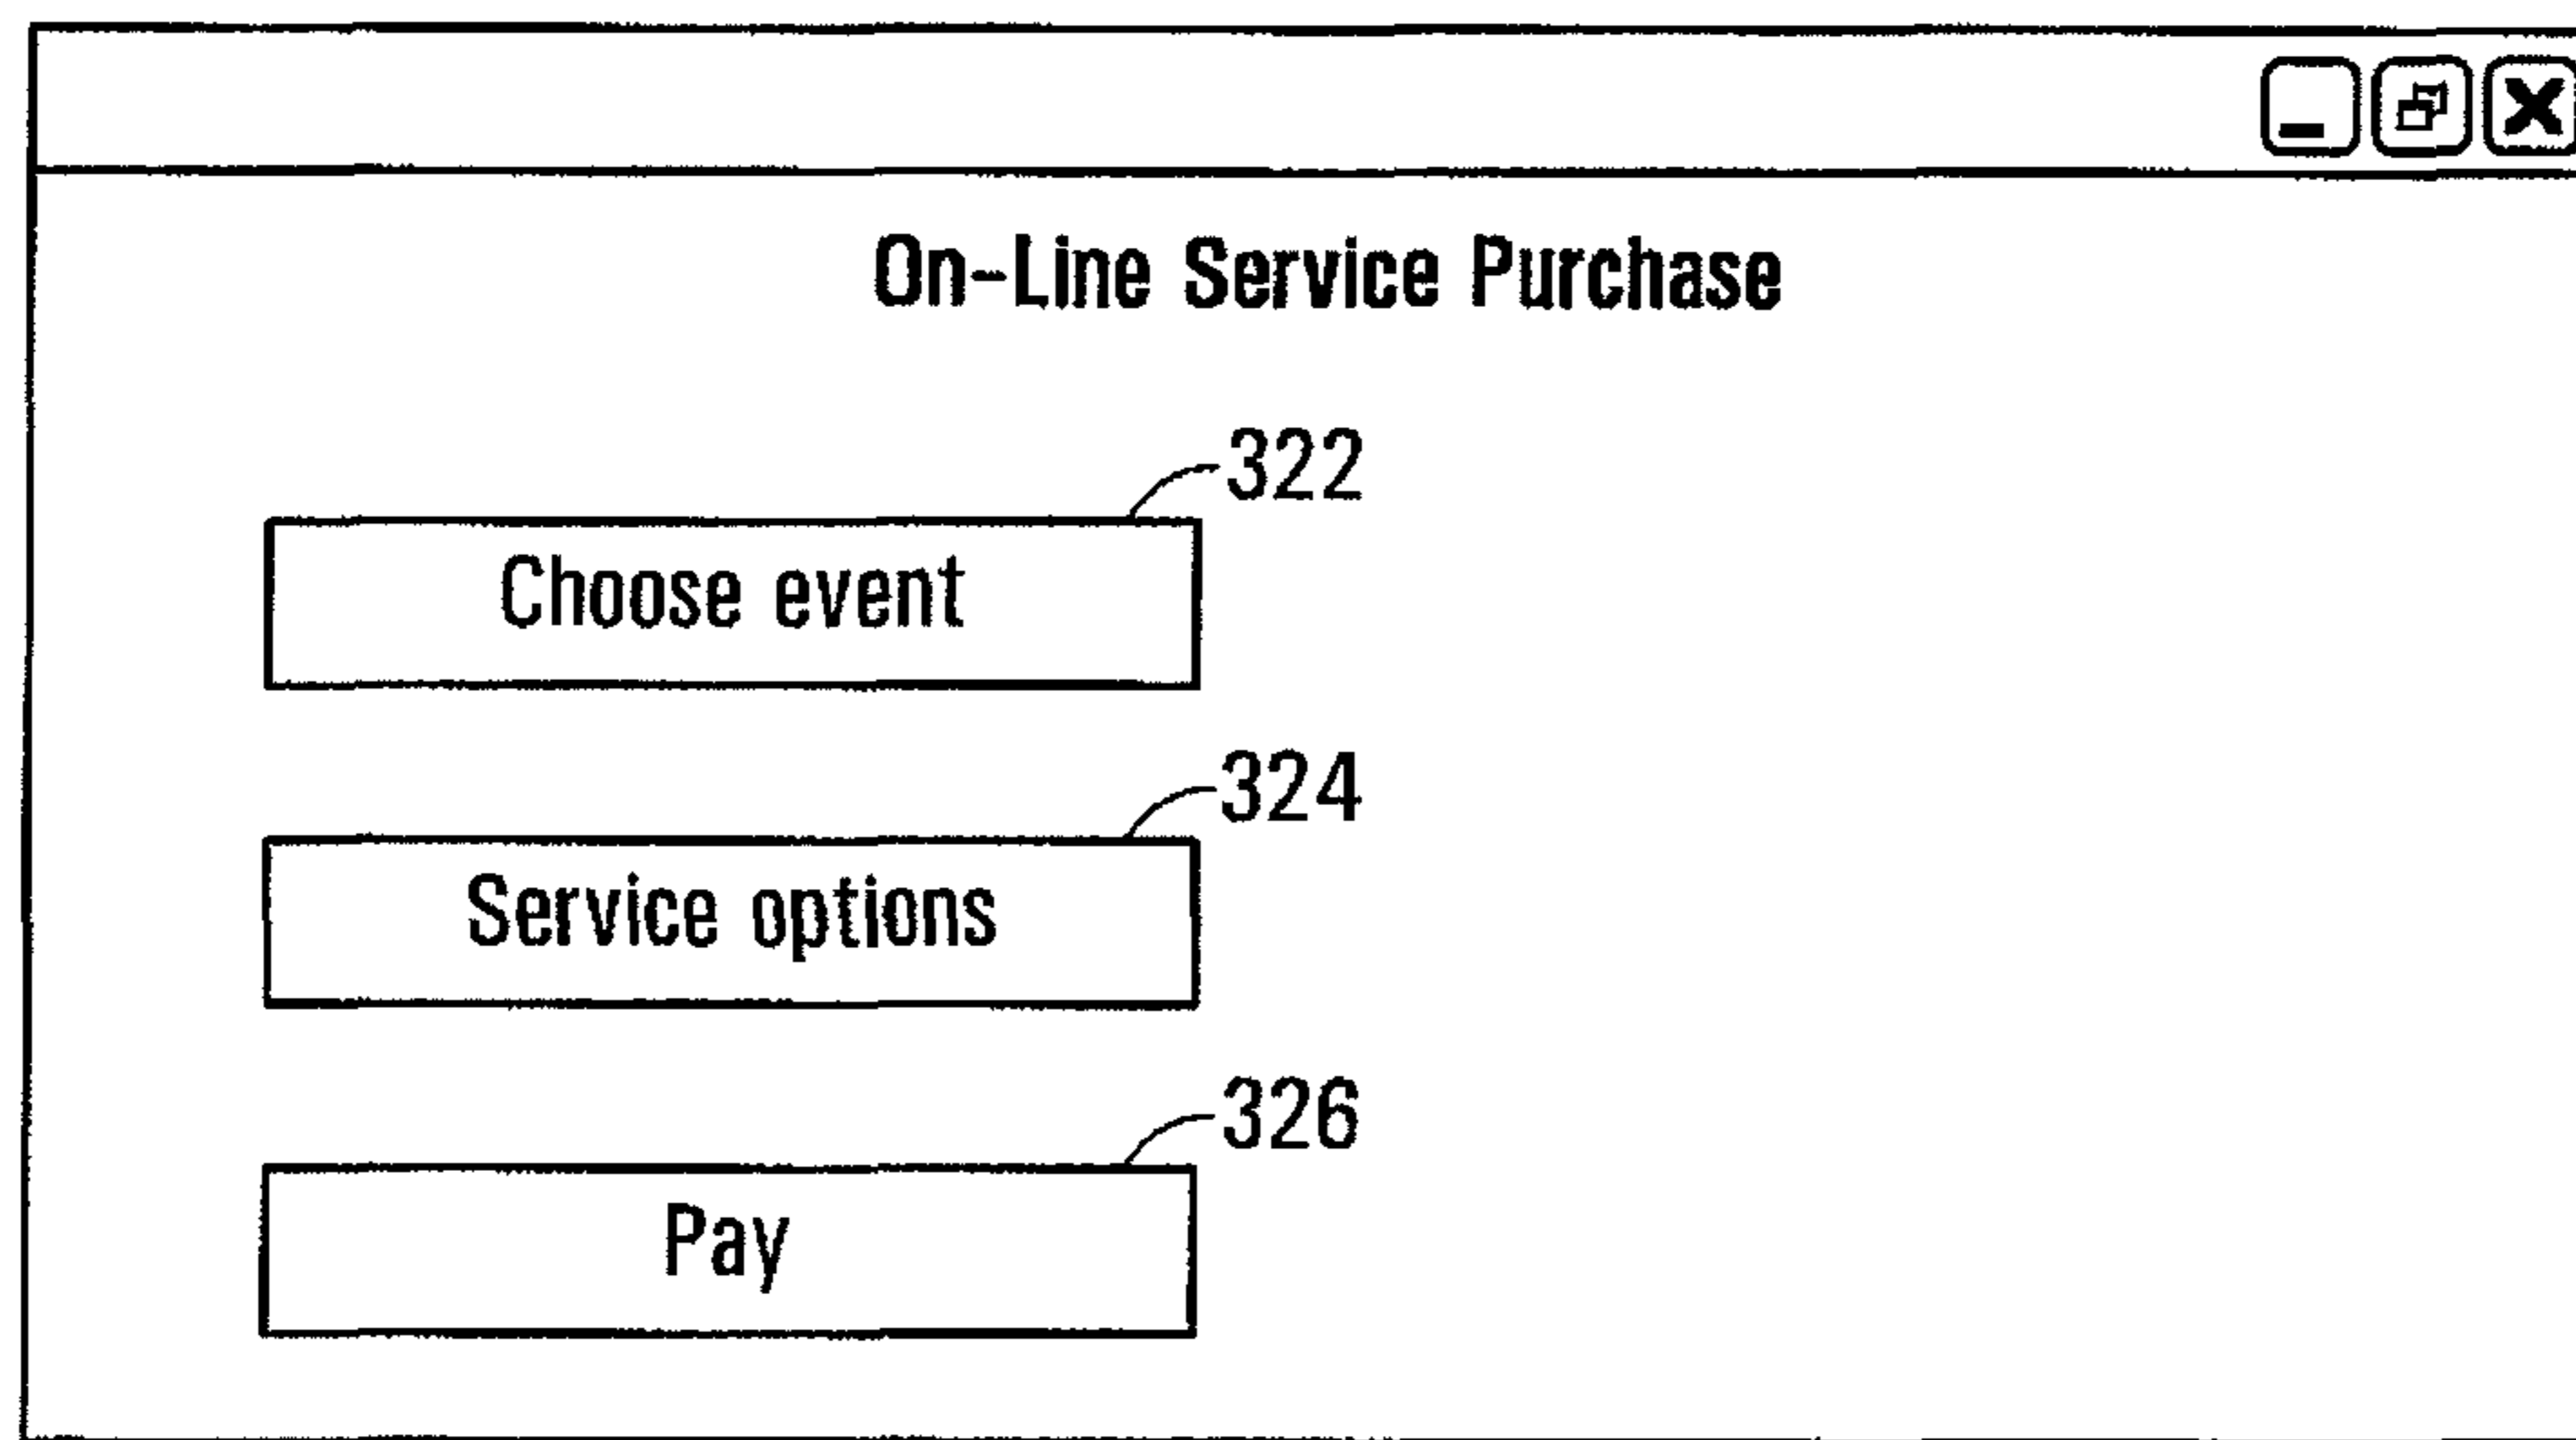 On-Line Service Purchase
322
Choose event
324
Service options
326
Pay